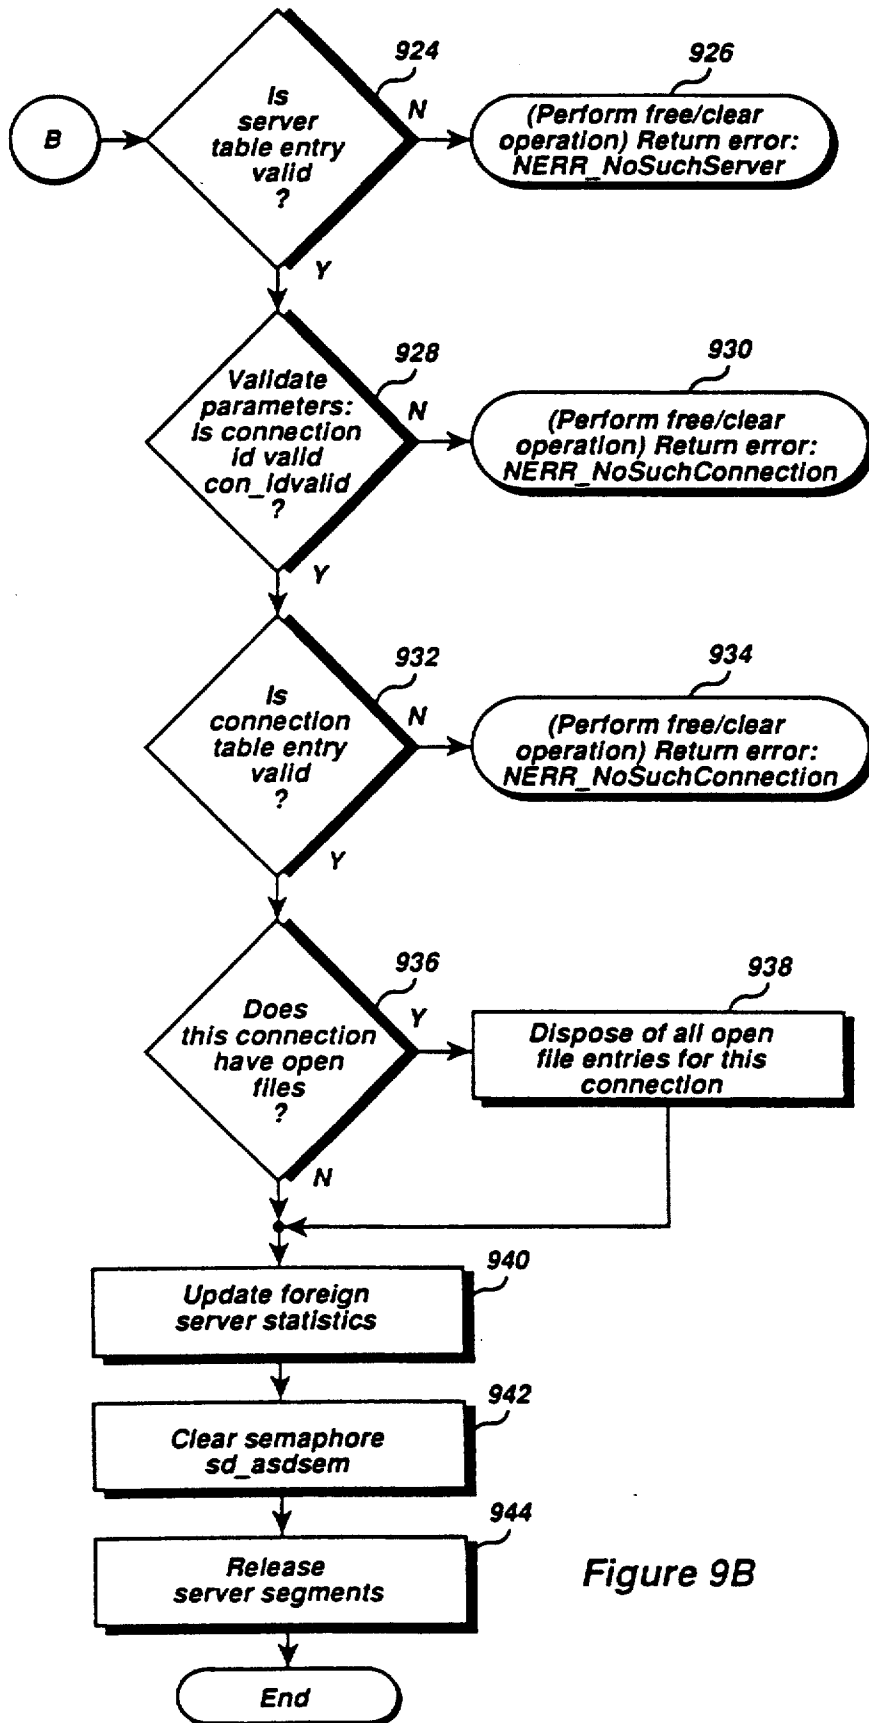 B
Is
server
table entry
valid
?
924
N
Y
926
(Perform free/clear
operation) Return error:
NERR_NoSuchServer
Validate
parameters:
Is connection
id valid
con_idvalid
?
928
N
Y
930
(Perform free/clear
operation) Return error:
NERR_NoSuchConnection
Is
connection
table entry
valid
?
932
N
Y
934
(Perform free/clear
operation) Return error:
NERR_NoSuchConnection
Does
this connection
have open
files
?
936
Y
N
938
Dispose of all open
file entries for this
connection
940
Update foreign
server statistics
942
Clear semaphore
sd_asdsem
944
Release
server segments
End
Figure 9B